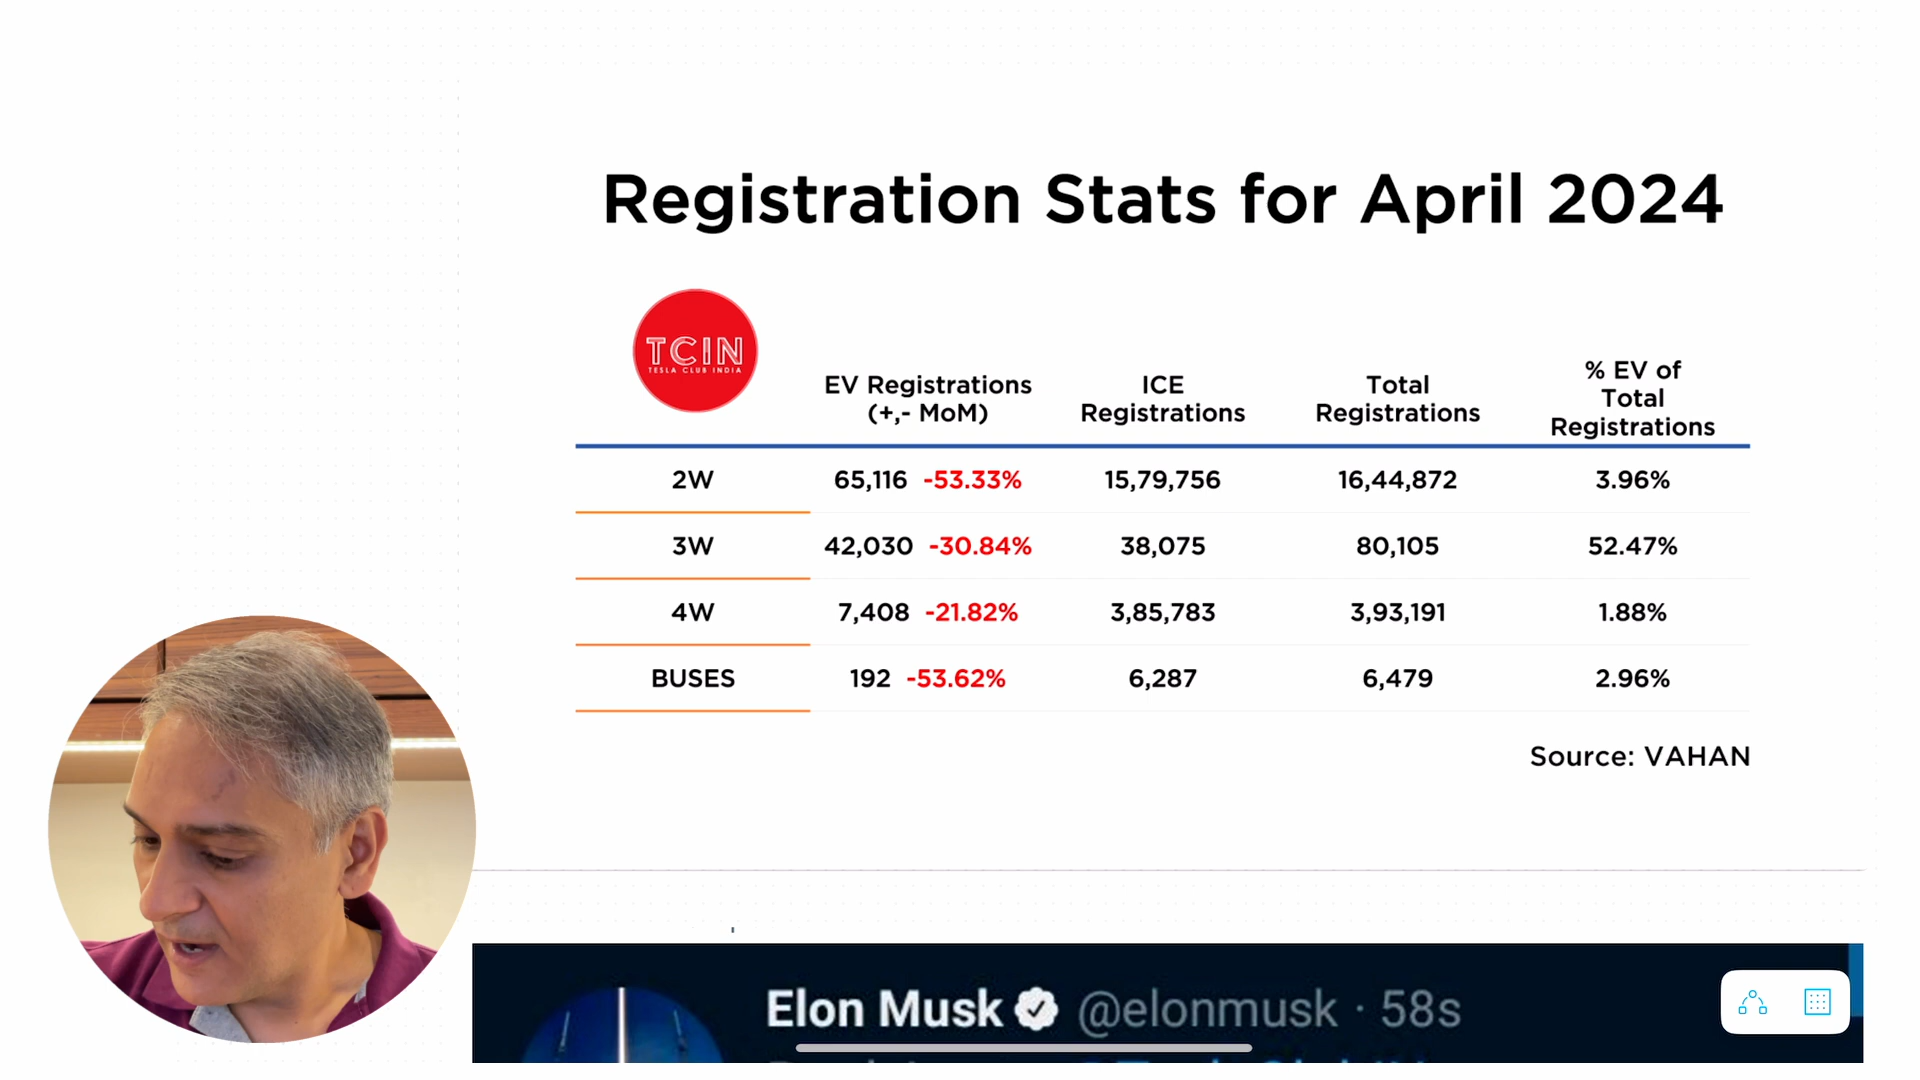 Registration Stats for April 2024
TCIN
TESLA CLUB INDIA
EV Registrations
(+,- MoM)
ICE
Registrations
Total
Registrations
% EV of
Total
Registrations
2W 65,116 -53.33% 15,79,756 16,44,872 3.96%
3W 42,030 -30.84% 38,075 80,105 52.47%
4W 7,408 -21.82% 3,85,783 3,93,191 1.88%
BUSES 192 -53.62% 6,287 6,479 2.96%
Source: VAHAN
Elon Musk @elonmusk · 58s